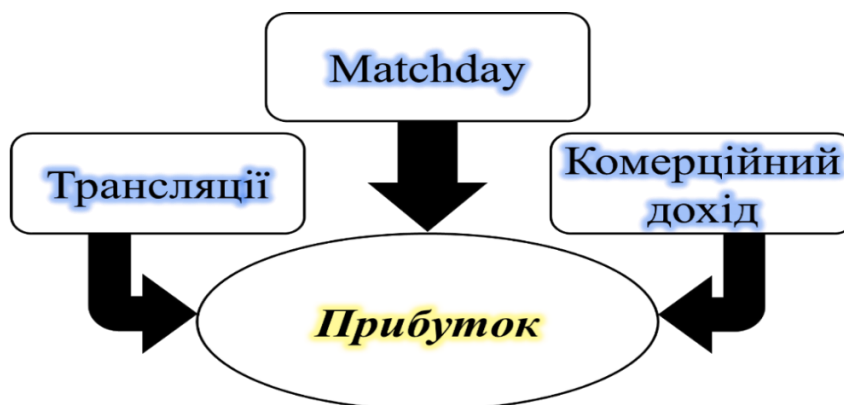 Matchday
Трансляції
Комерційний
дохід
Прибуток